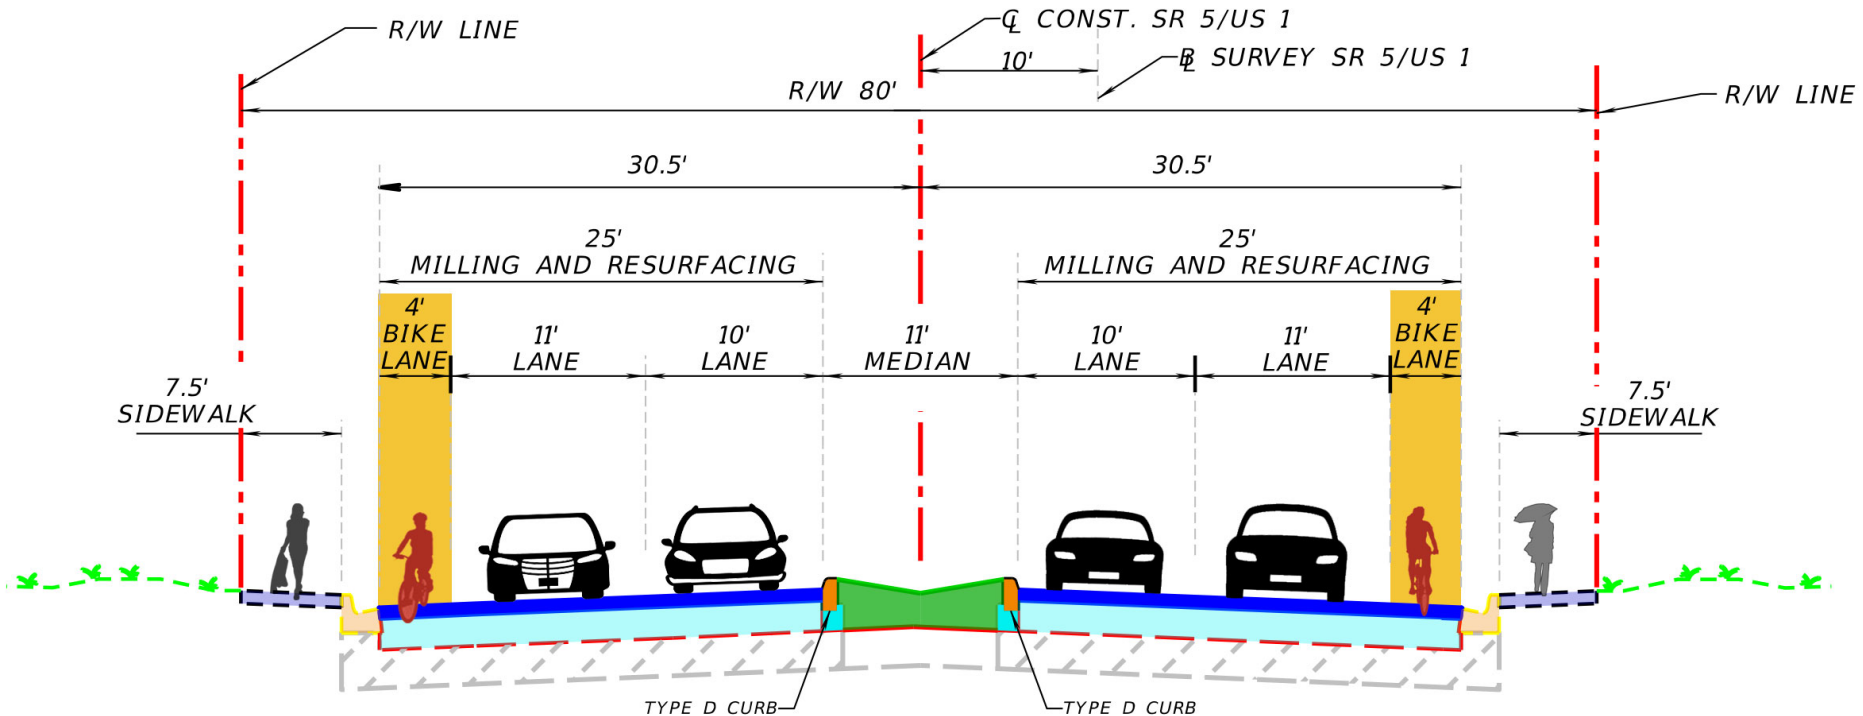 R/W LINE
℄ CONST. SR 5/US 1
10'
BL SURVEY SR 5/US 1
R/W 80'
R/W LINE
30.5'
30.5'
25'
MILLING AND RESURFACING
25'
MILLING AND RESURFACING
4'
BIKE
LANE
11'
LANE
10'
LANE
11'
MEDIAN
10'
LANE
11'
LANE
4'
BIKE
LANE
7.5'
SIDEWALK
7.5'
SIDEWALK
TYPE D CURB
TYPE D CURB